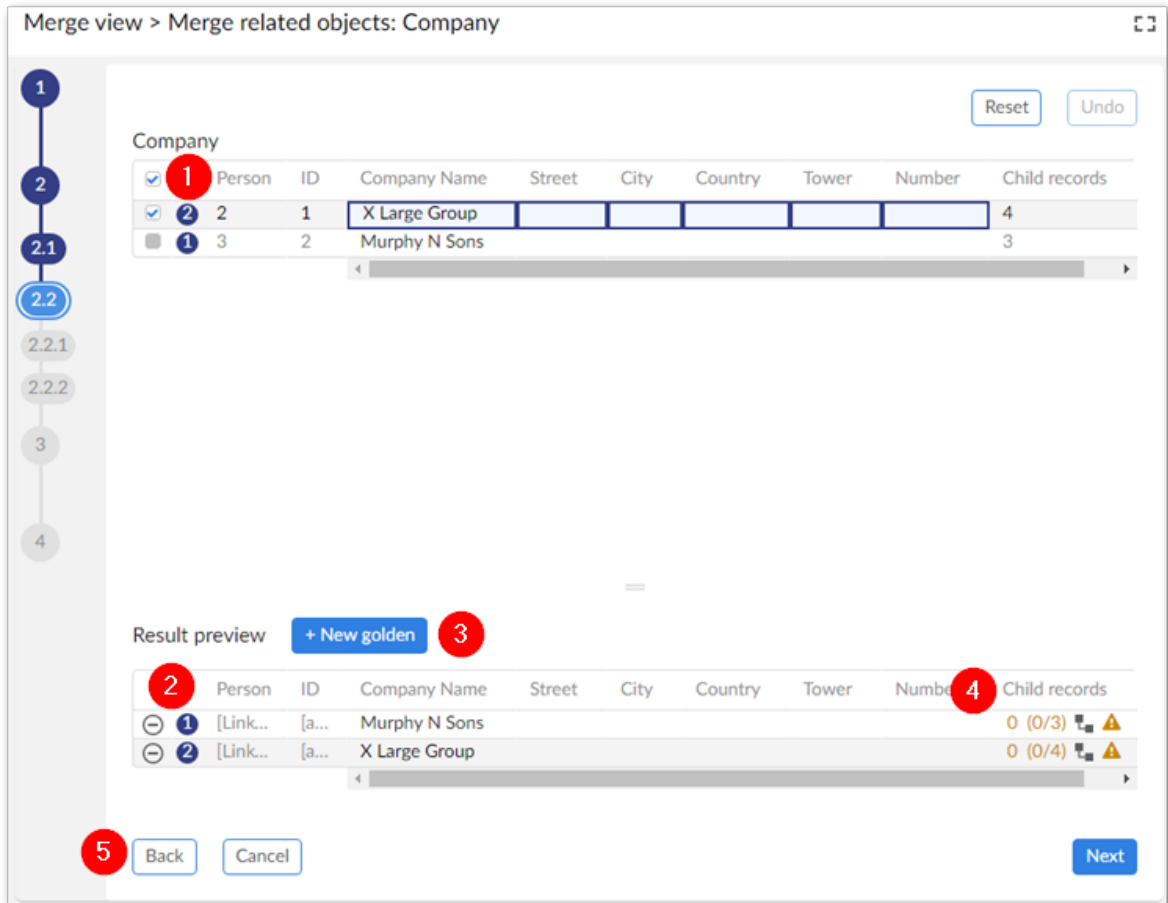 Merge view > Merge related objects: Company
1
2
2.1
2.2
2.2.1
2.2.2
3
4
Reset Undo
Company
1 Person ID Company Name Street City Country Tower Number Child records
2 2 1 X Large Group 4
1 3 2 Murphy N Sons 3
Result preview + New golden 3
2 Person ID Company Name Street City Country Tower Numbe 4 Child records
1 [Link... [a... Murphy N Sons 0 (0/3)
2 [Link... [a... X Large Group 0 (0/4)
5 Back Cancel Next